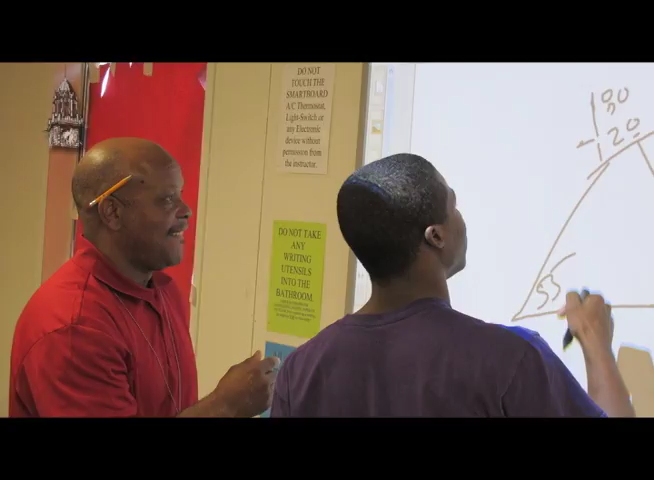 DO NOT
TOUCH THE
SMARTBOARD
A/C Thermostat,
Light-Switch or
any Electronic
device without
permission from
the instructor.
DO NOT TAKE
ANY
WRITING
UTENSILS
INTO THE
BATHROOM.
180
- 120
55